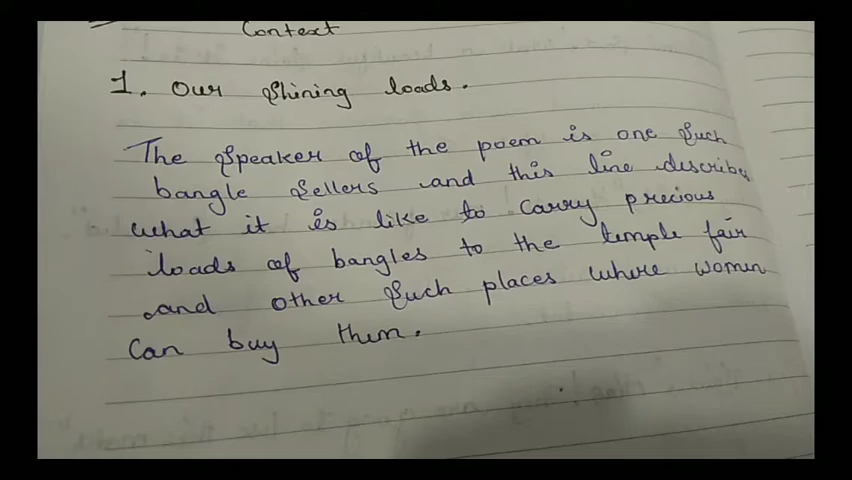 Context
1. Our shining loads.
The speaker of the poem is one such
bangle sellers and this line describes
what it is like to carry precious
loads of bangles to the temple fair
and other such places where women
can buy them.